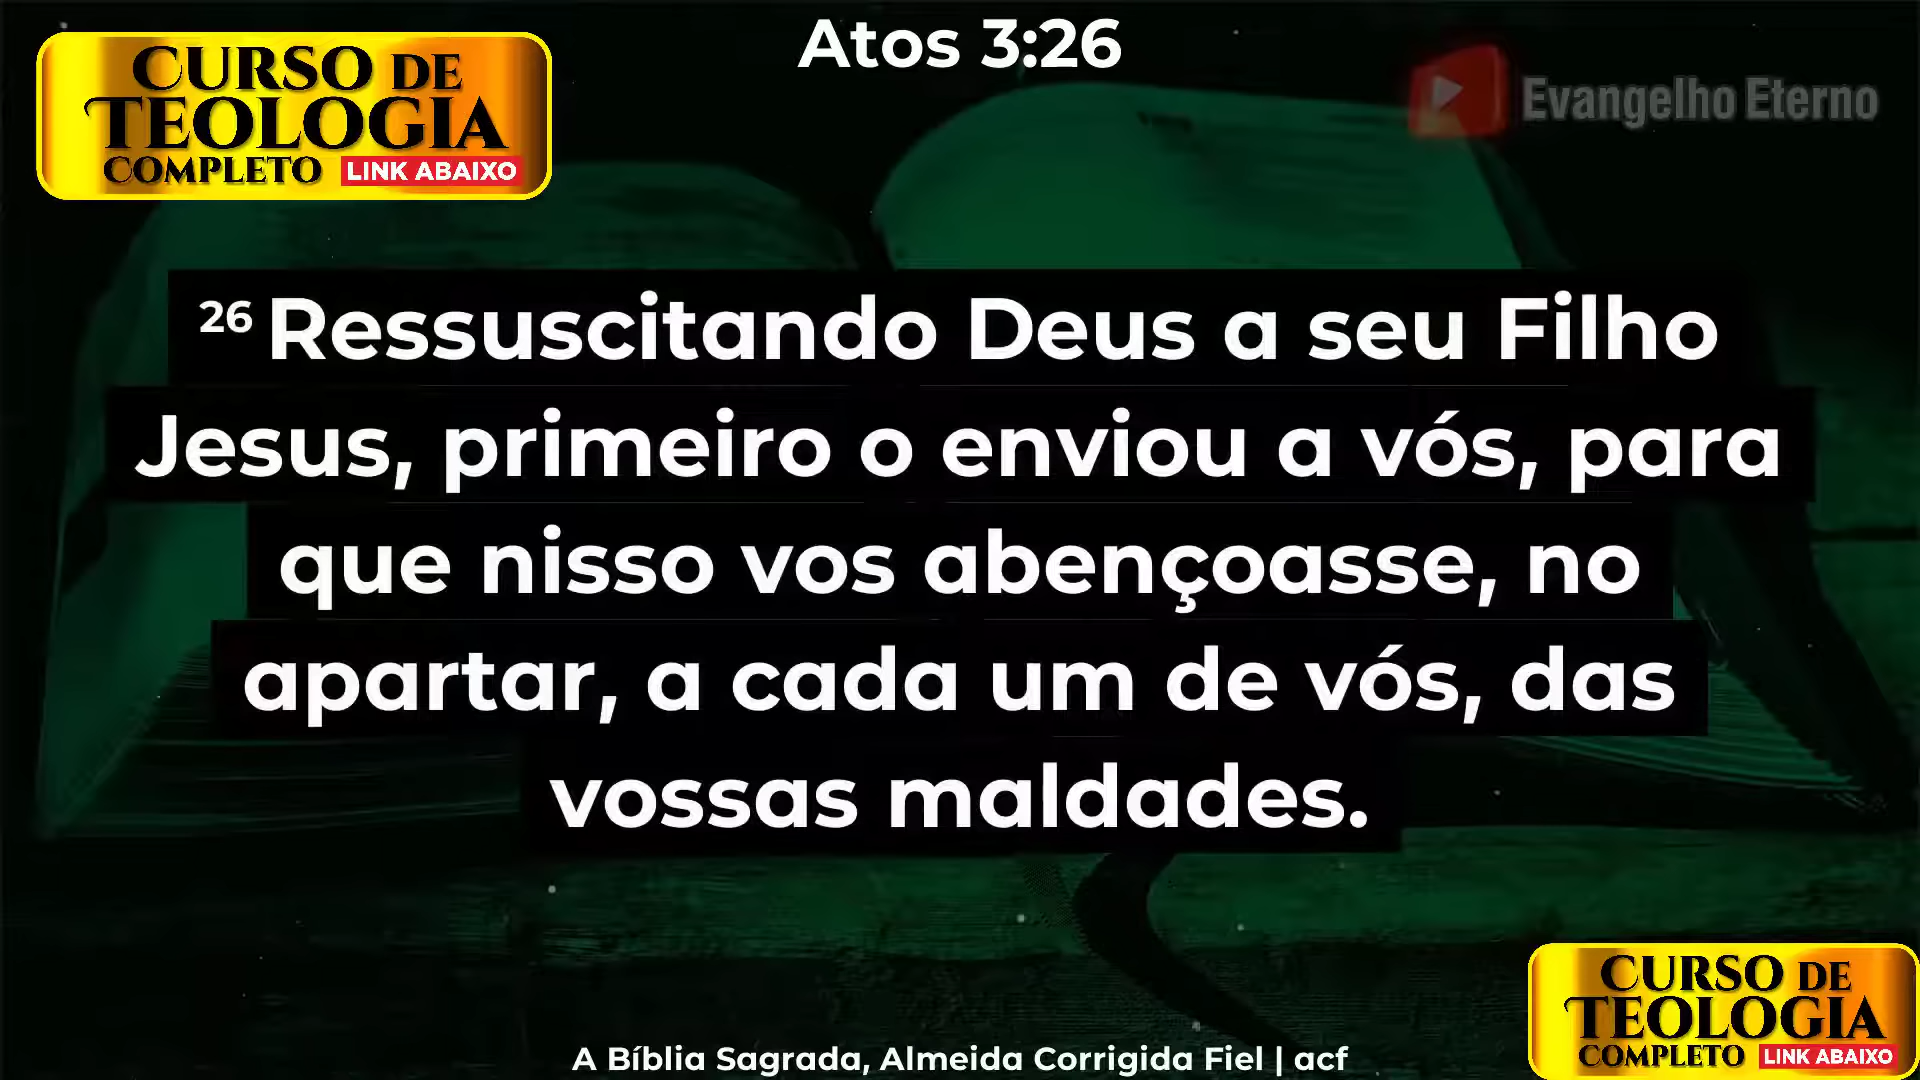 Atos 3:26
CURSO DE
TEOLOGIA
COMPLETO LINK ABAIXO
Evangelho Eterno
26 Ressuscitando Deus a seu Filho
Jesus, primeiro o enviou a vós, para
que nisso vos abençoasse, no
apartar, a cada um de vós, das
vossas maldades.
A Bíblia Sagrada, Almeida Corrigida Fiel | acf
CURSO DE
TEOLOGIA
COMPLETO LINK ABAIXO